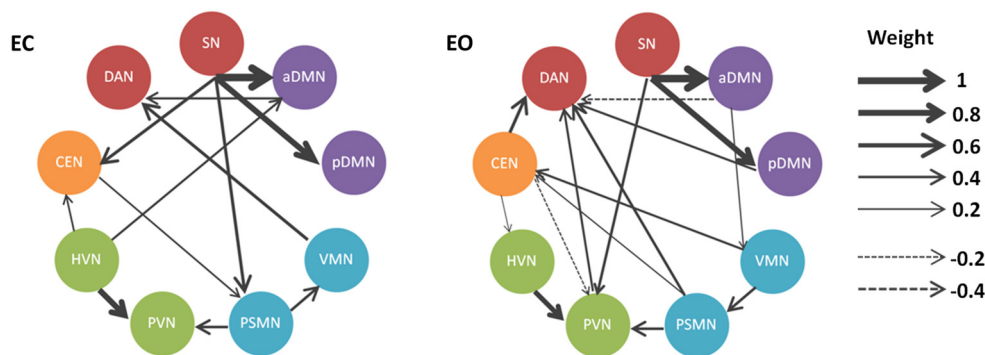 EC
SN
DAN
aDMN
CEN
pDMN
HVN
VMN
PVN
PSMN
EO
SN
DAN
aDMN
CEN
pDMN
HVN
VMN
PVN
PSMN
Weight
1
0.8
0.6
0.4
0.2
-0.2
-0.4